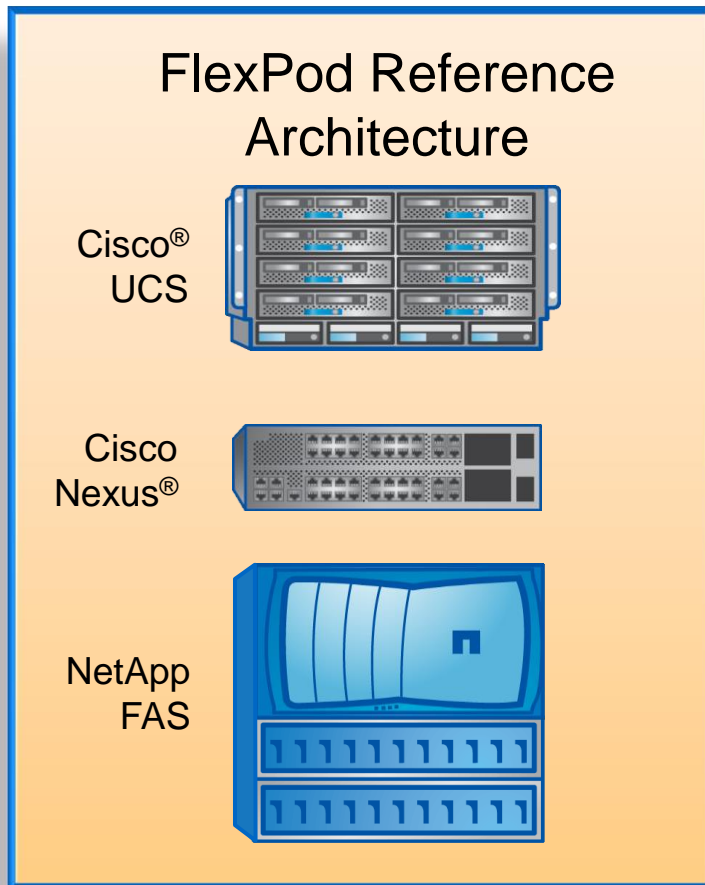 FlexPod Reference
Architecture
Cisco®
UCS
Cisco
Nexus®
NetApp
FAS